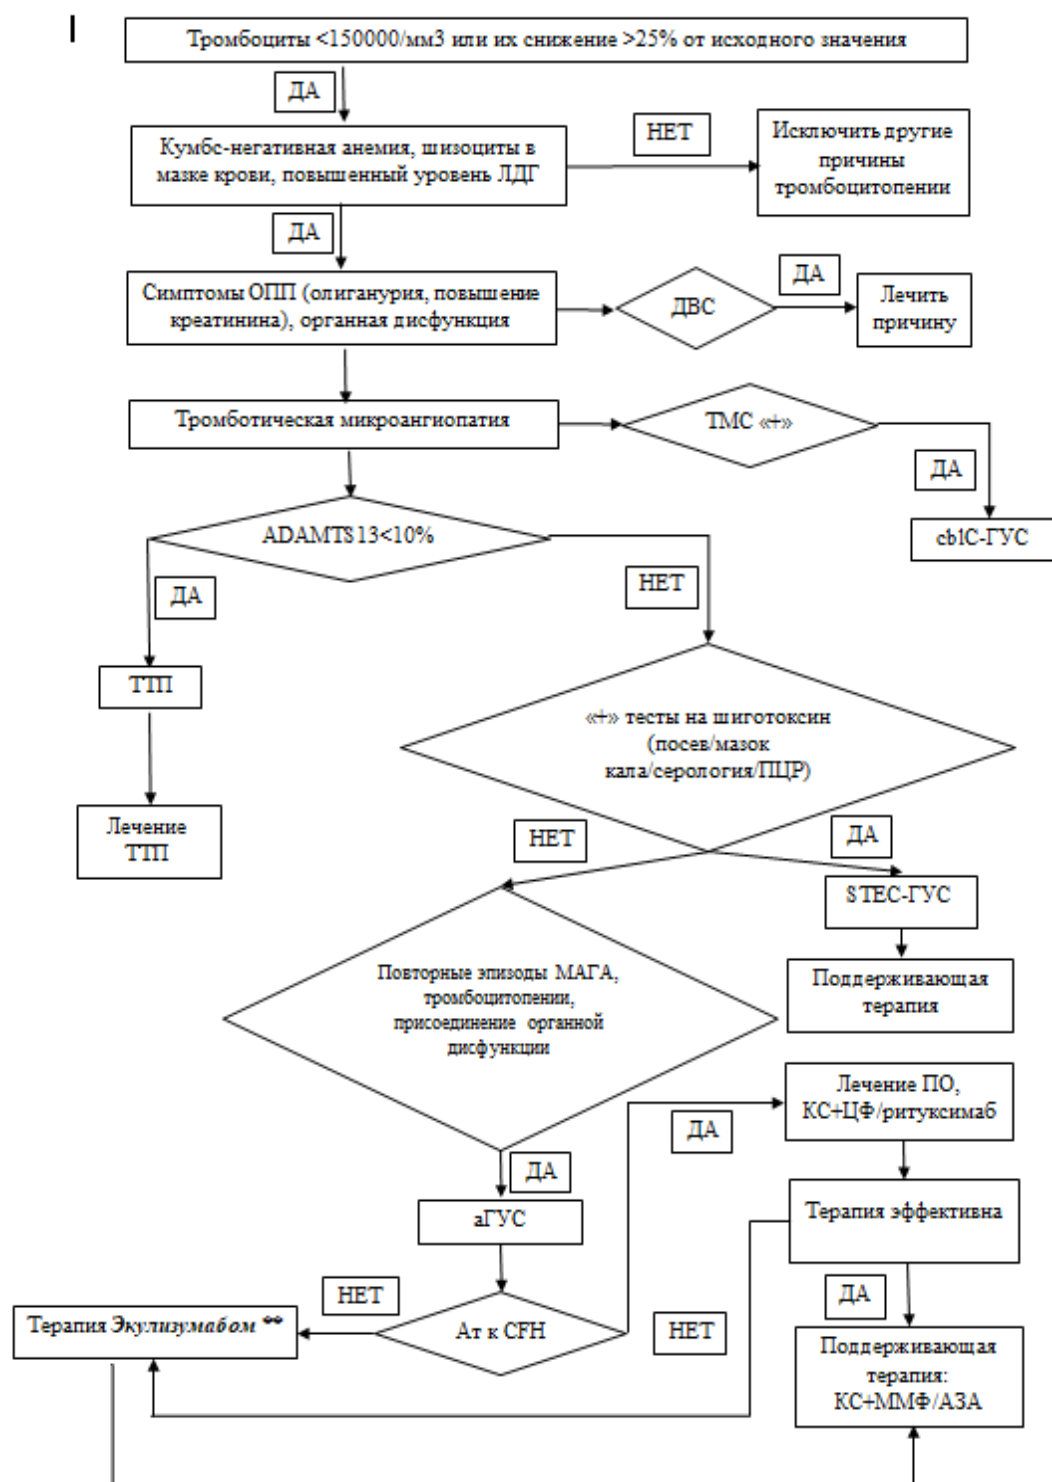 Тромбоциты <150000/мм3 или их снижение >25% от исходного значения
ДА
Кумбс-негативная анемия, шизоциты в
мазке крови, повышенный уровень ЛДГ
НЕТ
Исключить другие
причины
тромбоцитопении
ДА
Симптомы ОПП (олиганурия, повышение
креатинина), органная дисфункция
ДВС
ДА
Лечить
причину
Тромботическая микроангиопатия
ТМС «+»
ДА
cblC-ГУС
ADAMTS13<10%
ДА
НЕТ
ТТП
Лечение
ТТП
«+» тесты на шиготоксин
(посев/мазок
кала/серология/ПЦР)
НЕТ
ДА
STEC-ГУС
Поддерживающая
терапия
Повторные эпизоды МАГА,
тромбоцитопении,
присоединение органной
дисфункции
ДА
Лечение ПО,
КС+ЦФ/ритуксимаб
ДА
аГУС
Терапия эффективна
НЕТ
Ат к CFH
НЕТ
ДА
Терапия Экулизумабом **
Поддерживающая
терапия:
КС+ММФ/АЗА